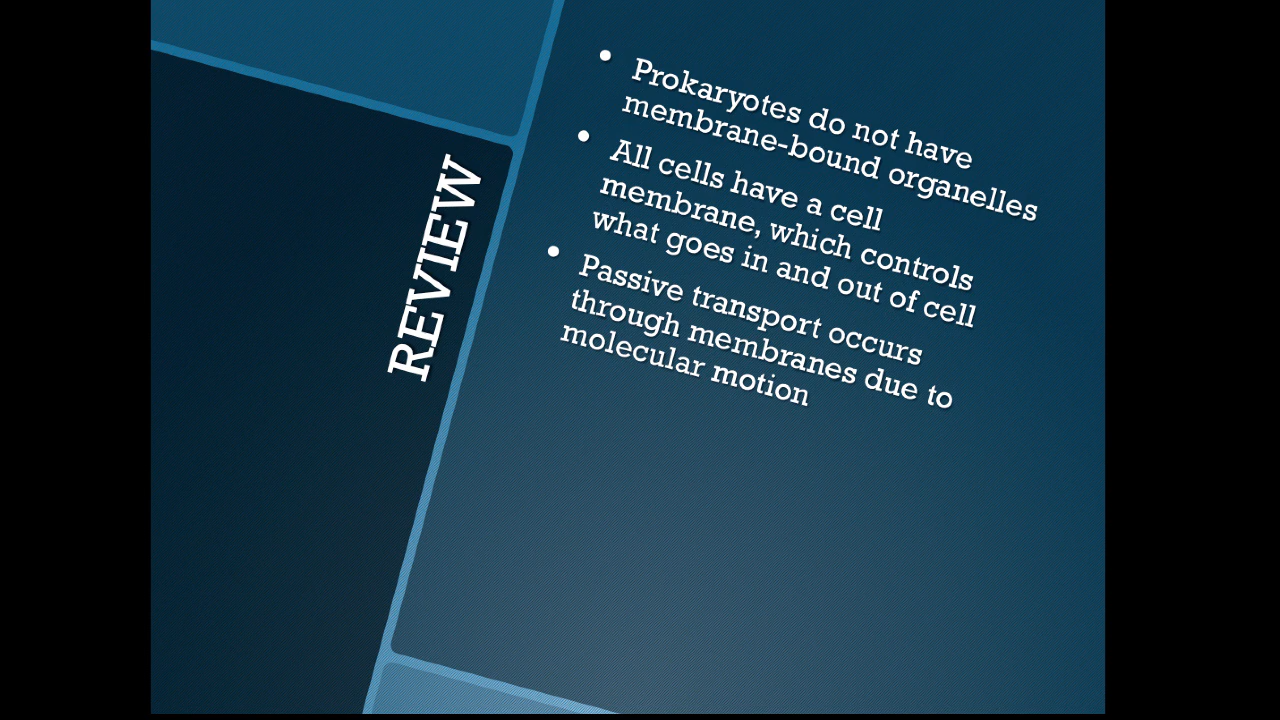 REVIEW
Prokaryotes do not have
membrane-bound organelles
All cells have a cell
membrane, which controls
what goes in and out of cell
Passive transport occurs
through membranes due to
molecular motion